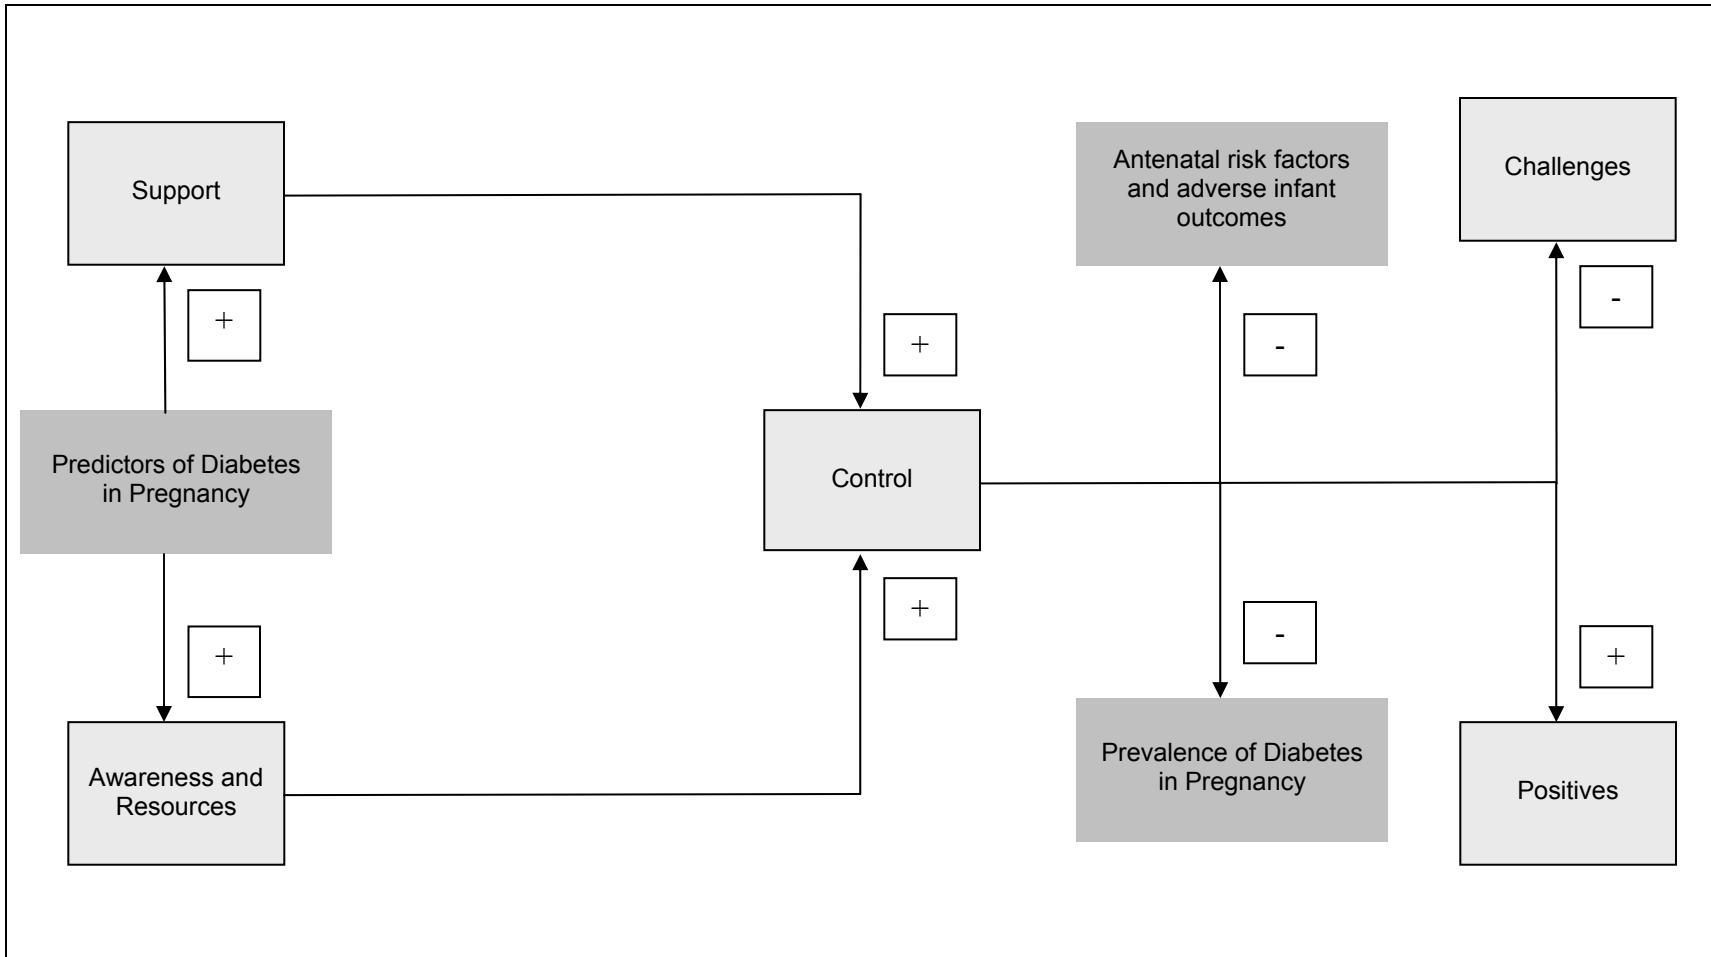 Support
+
Predictors of Diabetes
in Pregnancy
+
Awareness and
Resources
+
Control
+
Antenatal risk factors
and adverse infant
outcomes
-
-
Prevalence of Diabetes
in Pregnancy
Challenges
-
+
Positives